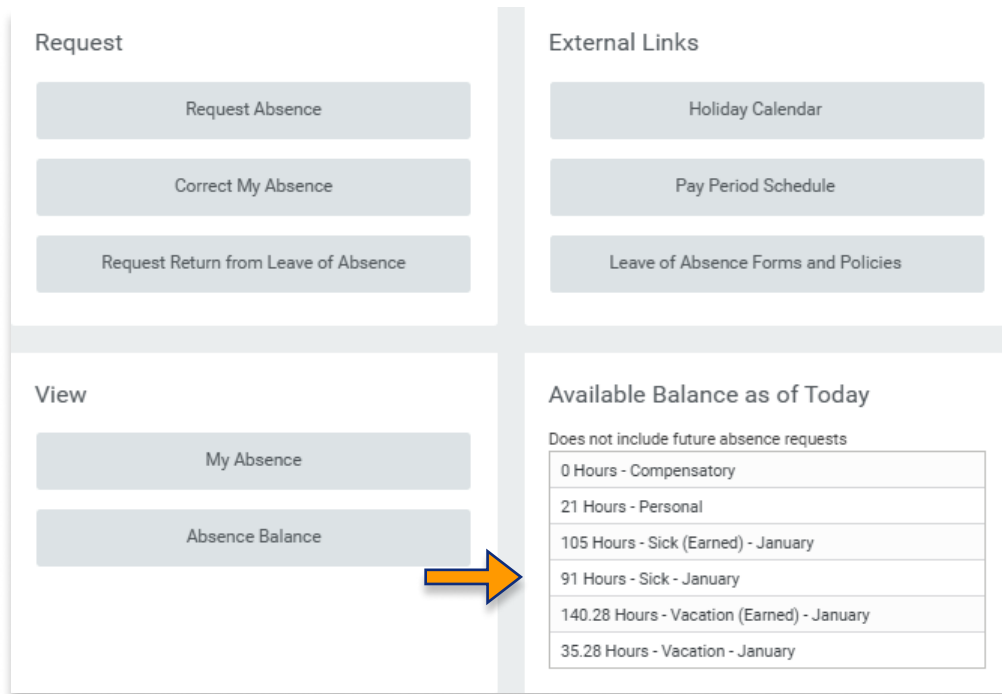 Request
Request Absence
Correct My Absence
Request Return from Leave of Absence
External Links
Holiday Calendar
Pay Period Schedule
Leave of Absence Forms and Policies
View
My Absence
Absence Balance
Available Balance as of Today
Does not include future absence requests
0 Hours - Compensatory
21 Hours - Personal
105 Hours - Sick (Earned) - January
91 Hours - Sick - January
140.28 Hours - Vacation (Earned) - January
35.28 Hours - Vacation - January